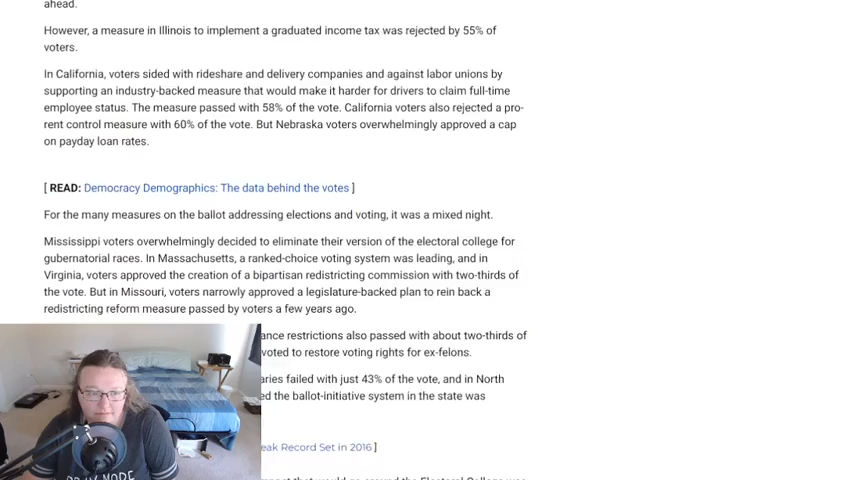 ahead.
However, a measure in Illinois to implement a graduated income tax was rejected by 55% of
voters.
In California, voters sided with rideshare and delivery companies and against labor unions by
supporting an industry-backed measure that would make it harder for drivers to claim full-time
employee status. The measure passed with 58% of the vote. California voters also rejected a pro-
rent control measure with 60% of the vote. But Nebraska voters overwhelmingly approved a cap
on payday loan rates.
[ READ: Democracy Demographics: The data behind the votes ]
For the many measures on the ballot addressing elections and voting, it was a mixed night.
Mississippi voters overwhelmingly decided to eliminate their version of the electoral college for
gubernatorial races. In Massachusetts, a ranked-choice voting system was leading, and in
Virginia, voters approved the creation of a bipartisan redistricting commission with two-thirds of
the vote. But in Missouri, voters narrowly approved a legislature-backed plan to rein back a
redistricting reform measure passed by voters a few years ago.
ance restrictions also passed with about two-thirds of
voted to restore voting rights for ex-felons.
aries failed with just 43% of the vote, and in North
ed the ballot-initiative system in the state was
eak Record Set in 2016 ]